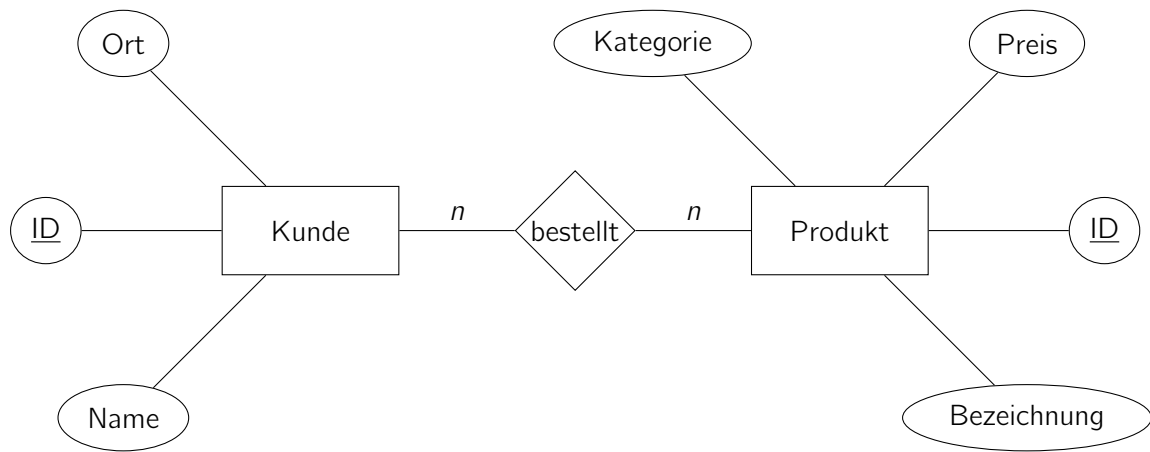 Ort
Kategorie
Preis
ID
Kunde
n
bestellt
n
Produkt
ID
Name
Bezeichnung